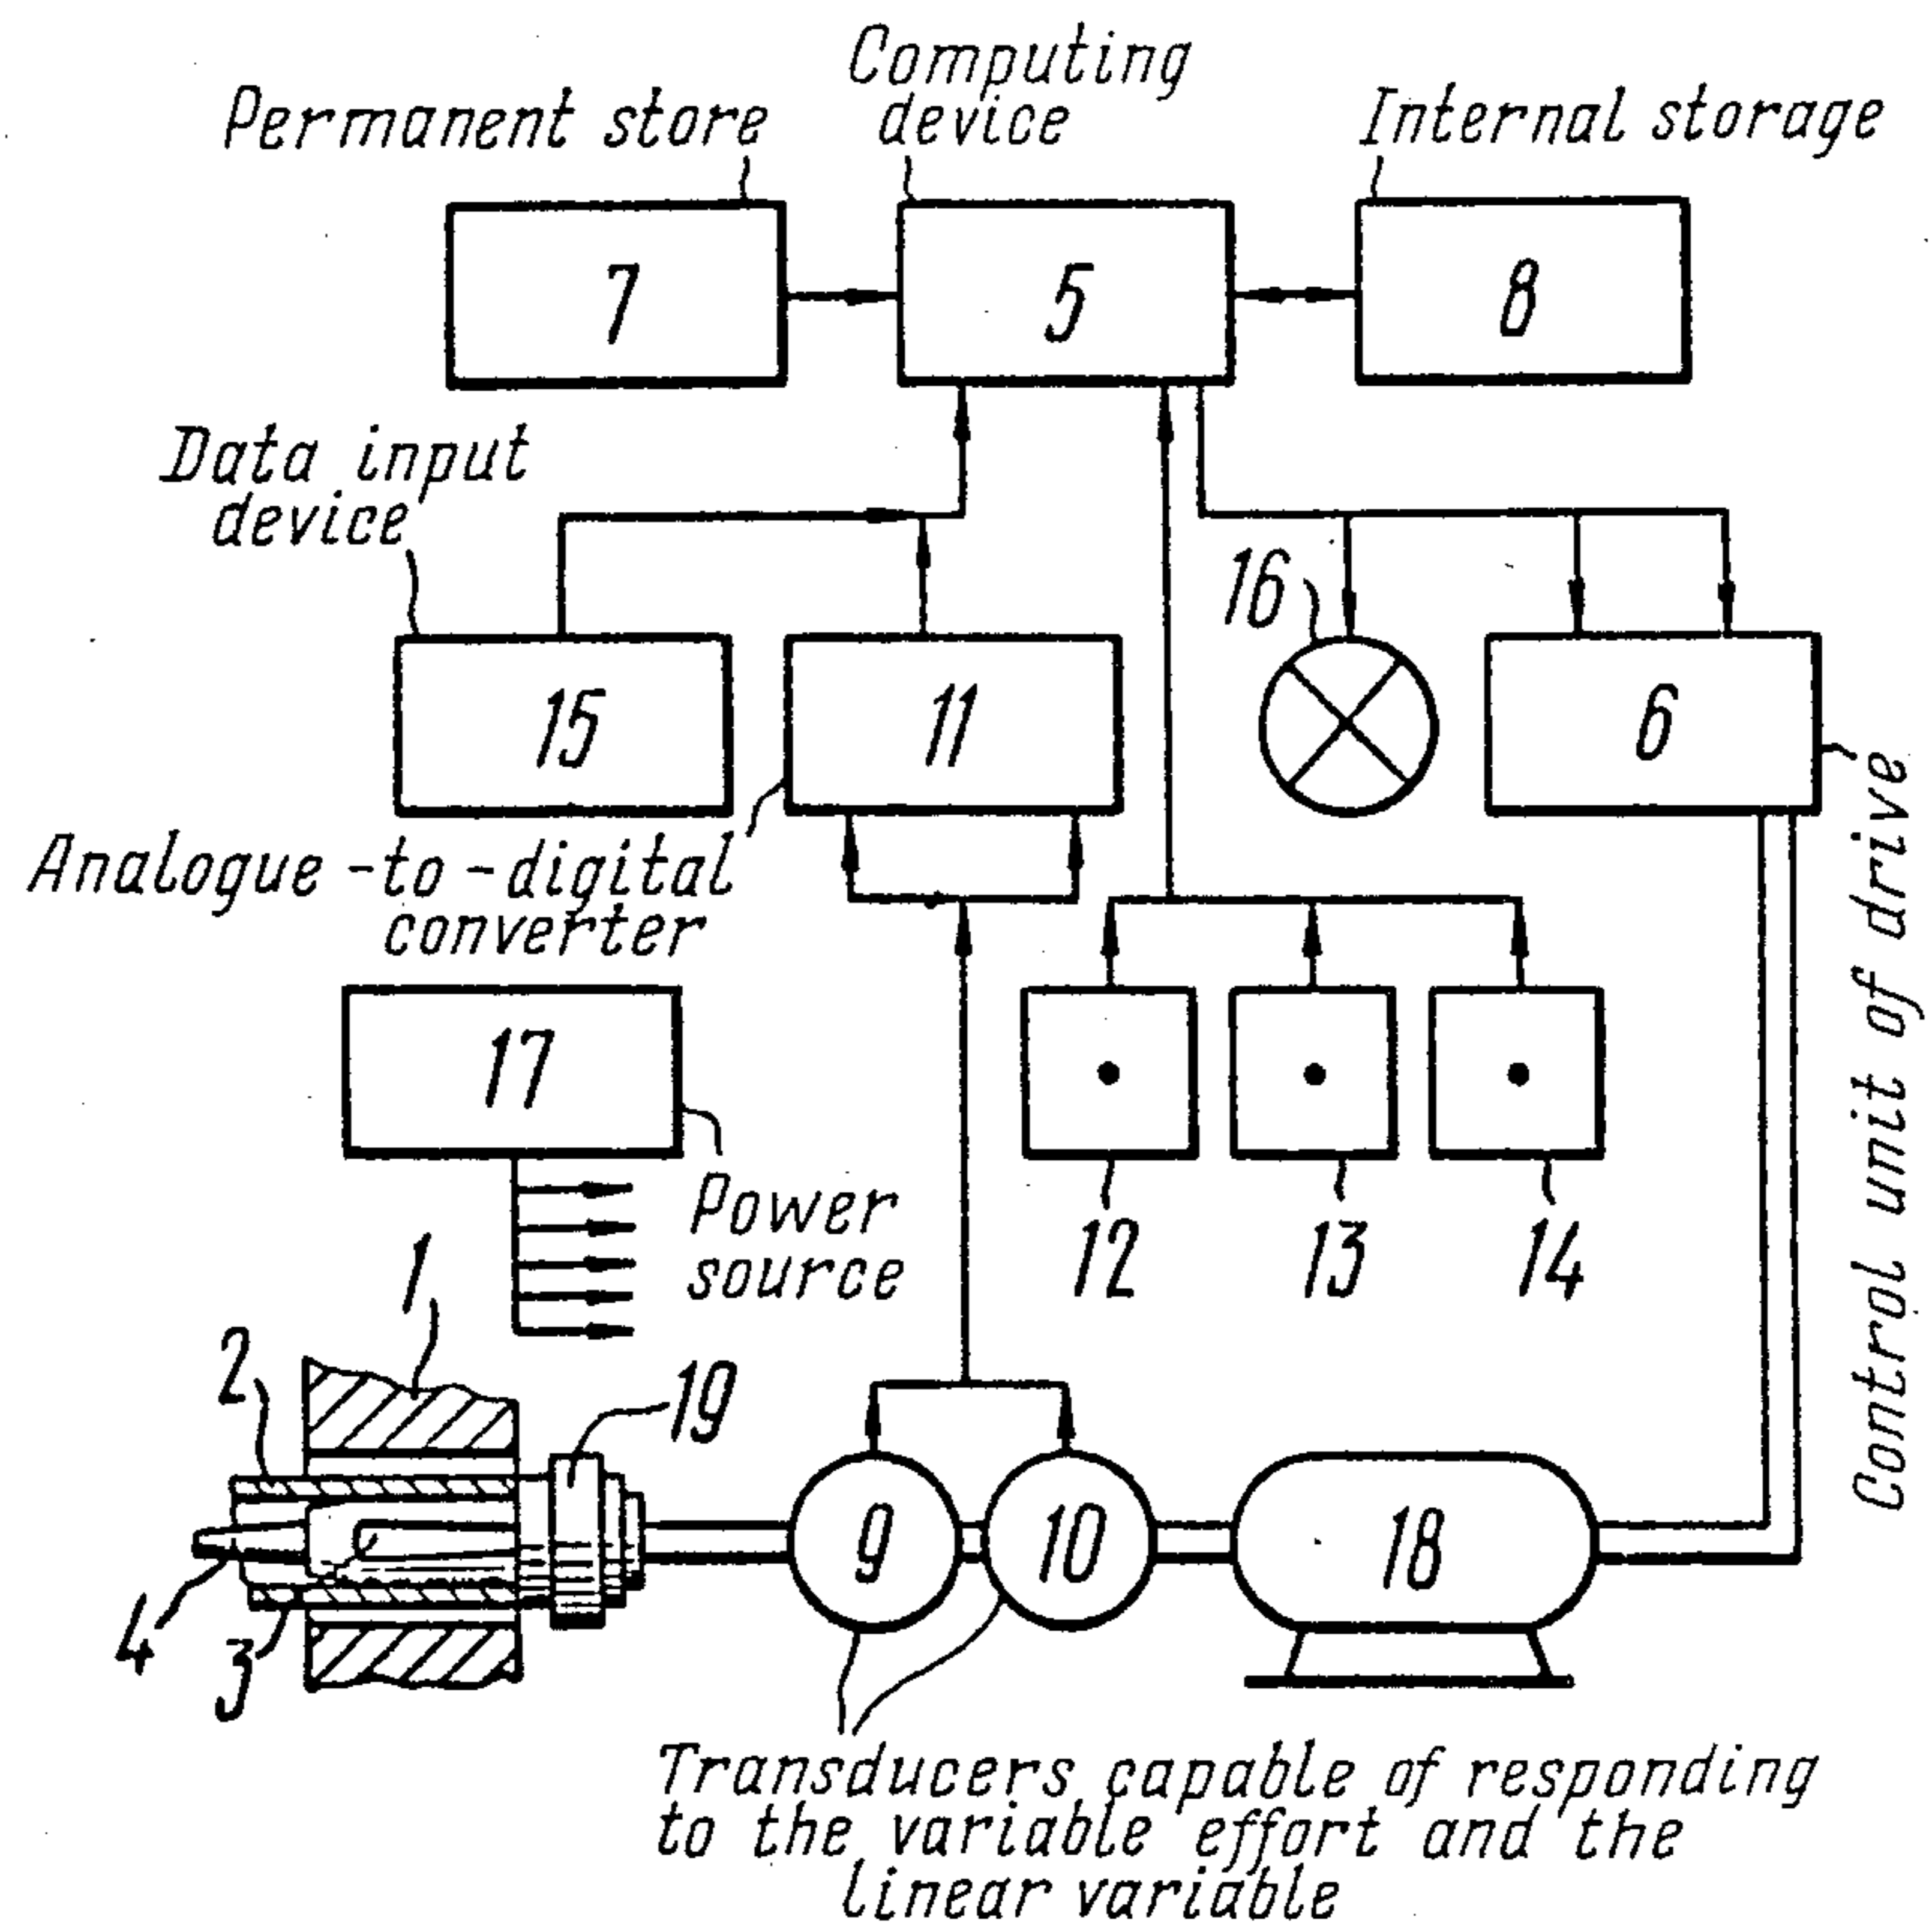 Computing
device
Permanent store
Internal storage
7
5
8
Data input
device
16
15
11
6
Analogue-to-digital
converter
Control unit of drive
17
Power
source
12
13
14
1
2
19
9
10
18
4
3
Transducers capable of responding
to the variable effort and the
linear variable